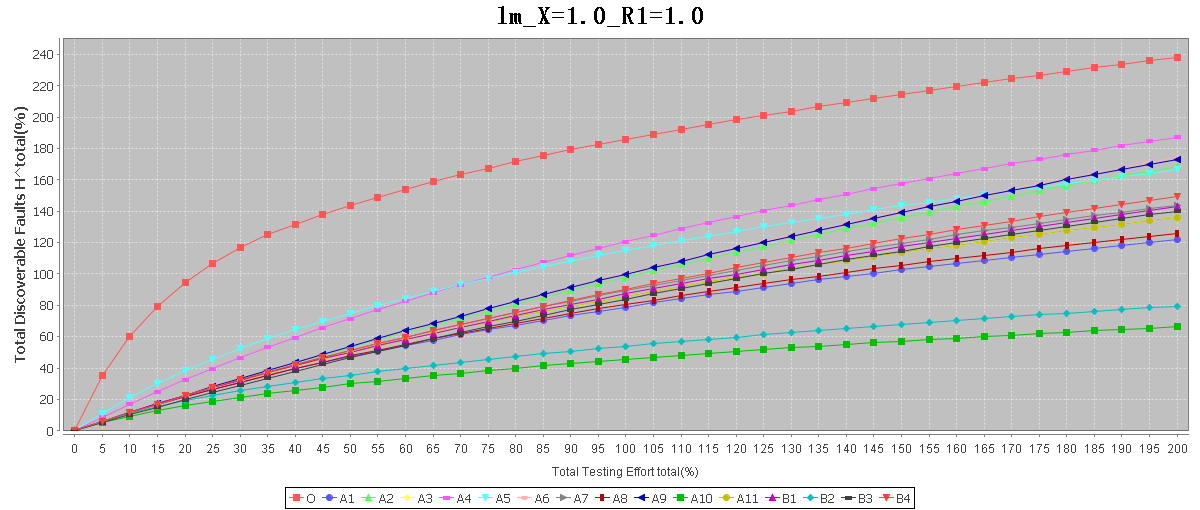 lm_X=1.0_R1=1.0
Total Discoverable Faults H^total(%)
240
220
200
180
160
140
120
100
80
60
40
20
0
0 5 10 15 20 25 30 35 40 45 50 55 60 65 70 75 80 85 90 95 100 105 110 115 120 125 130 135 140 145 150 155 160 165 170 175 180 185 190 195 200
Total Testing Effort total(%)
O A1 A2 A3 A4 A5 A6 A7 A8 A9 A10 A11 B1 B2 B3 B4